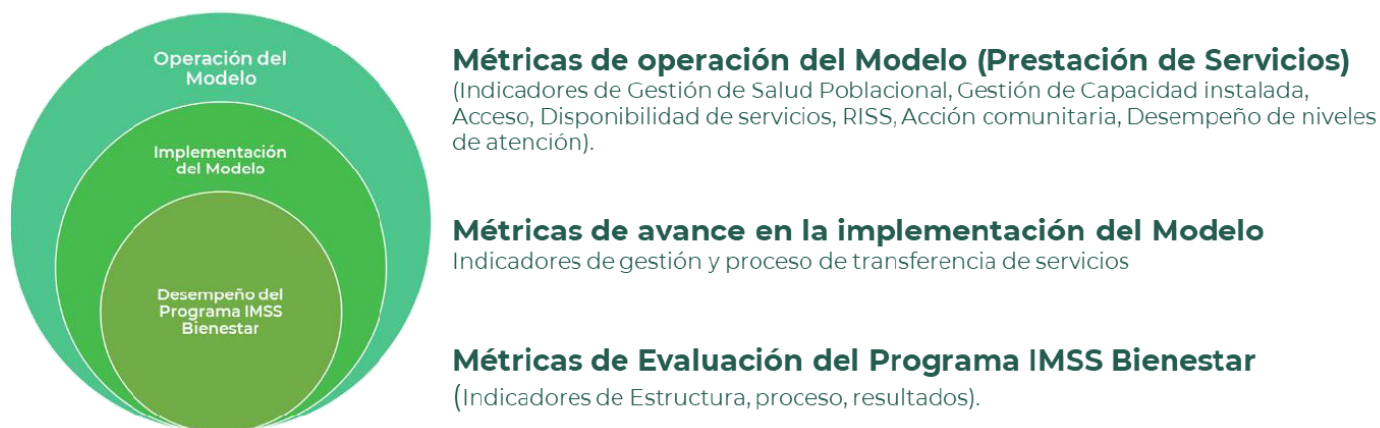 Operación del
Modelo
Implementación
del Modelo
Desempeño del
Programa IMSS
Bienestar
Métricas de operación del Modelo (Prestación de Servicios)
(Indicadores de Gestión de Salud Poblacional, Gestión de Capacidad instalada,
Acceso, Disponibilidad de servicios, RISS, Acción comunitaria, Desempeño de niveles
de atención).
Métricas de avance en la implementación del Modelo
Indicadores de gestión y proceso de transferencia de servicios
Métricas de Evaluación del Programa IMSS Bienestar
(Indicadores de Estructura, proceso, resultados).